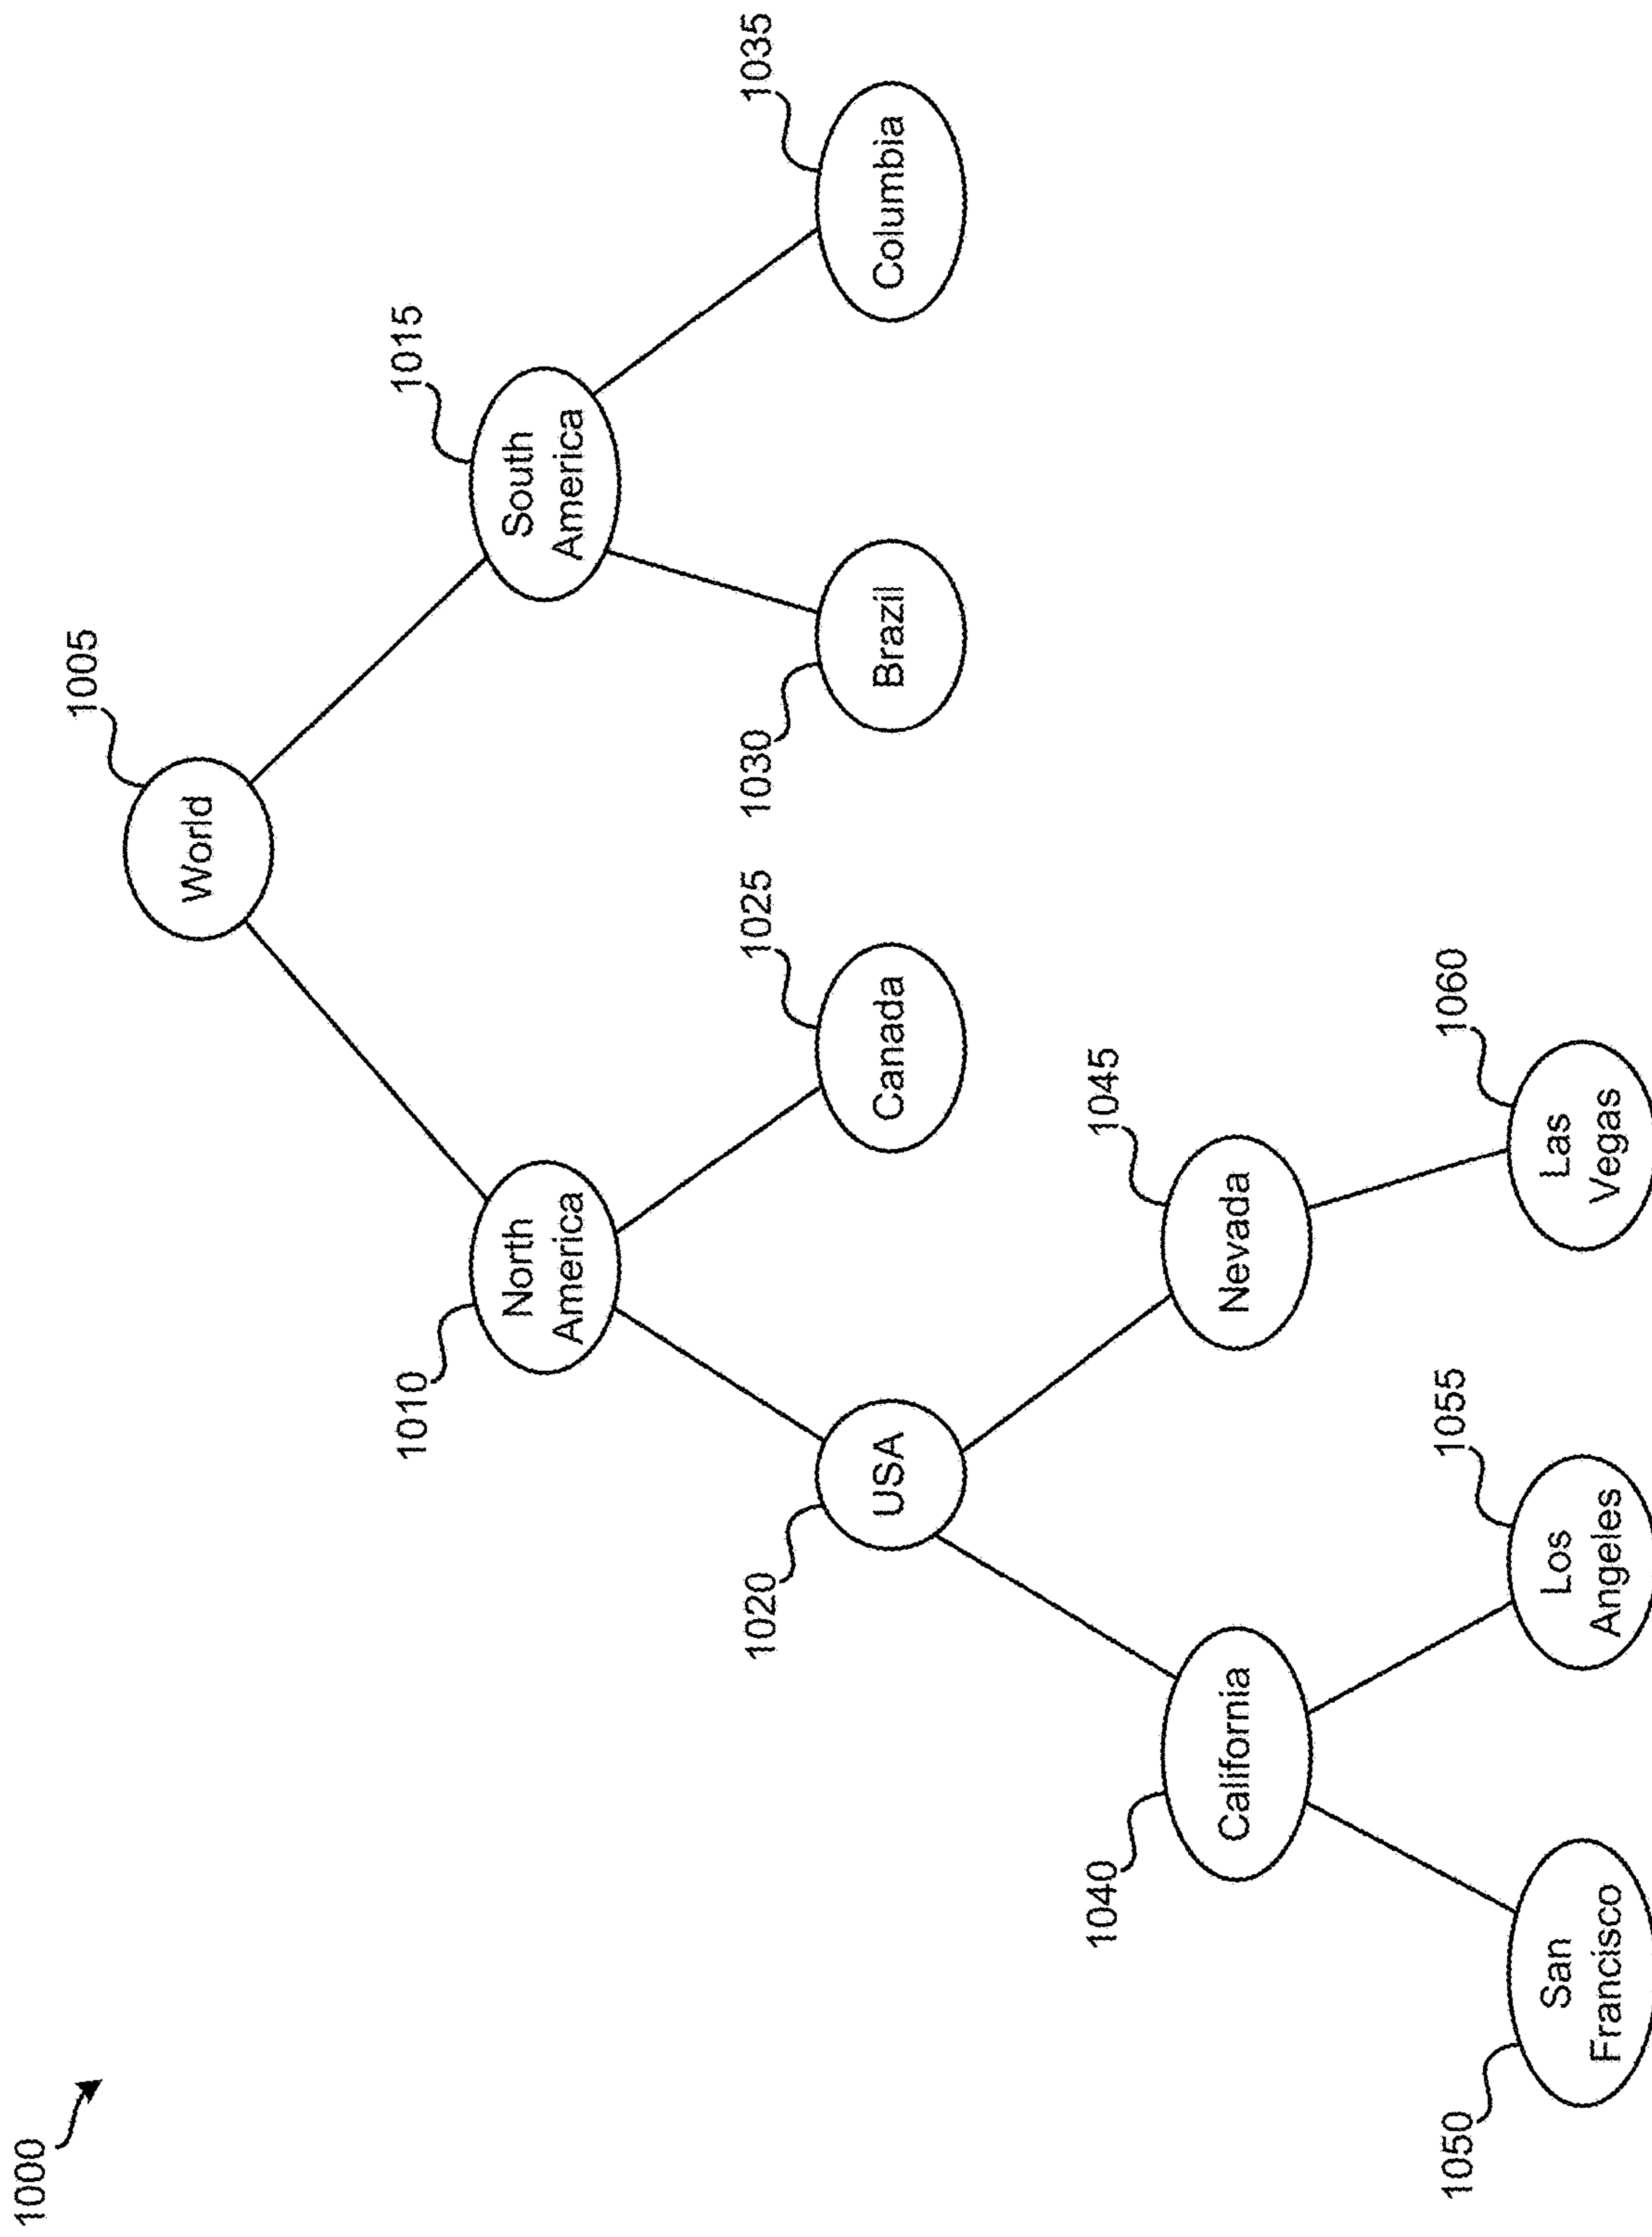 1000
1005
World
1010
North
America
1015
South
America
1020
USA
1025
Canada
1030
Brazil
1035
Columbia
1040
California
1045
Nevada
1050
San
Francisco
1055
Los
Angeles
1060
Las
Vegas